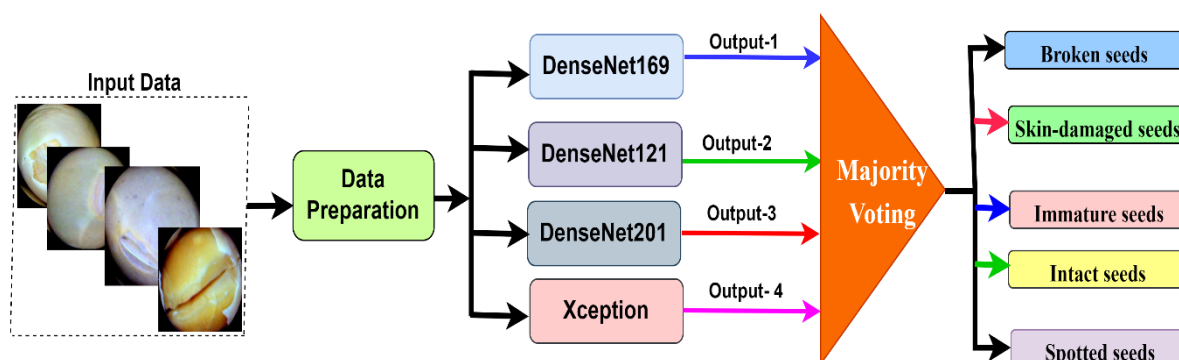 Input Data
Data
Preparation
DenseNet169
DenseNet121
DenseNet201
Xception
Output-1
Output-2
Output-3
Output- 4
Majority
Voting
Broken seeds
Skin-damaged seeds
Immature seeds
Intact seeds
Spotted seeds